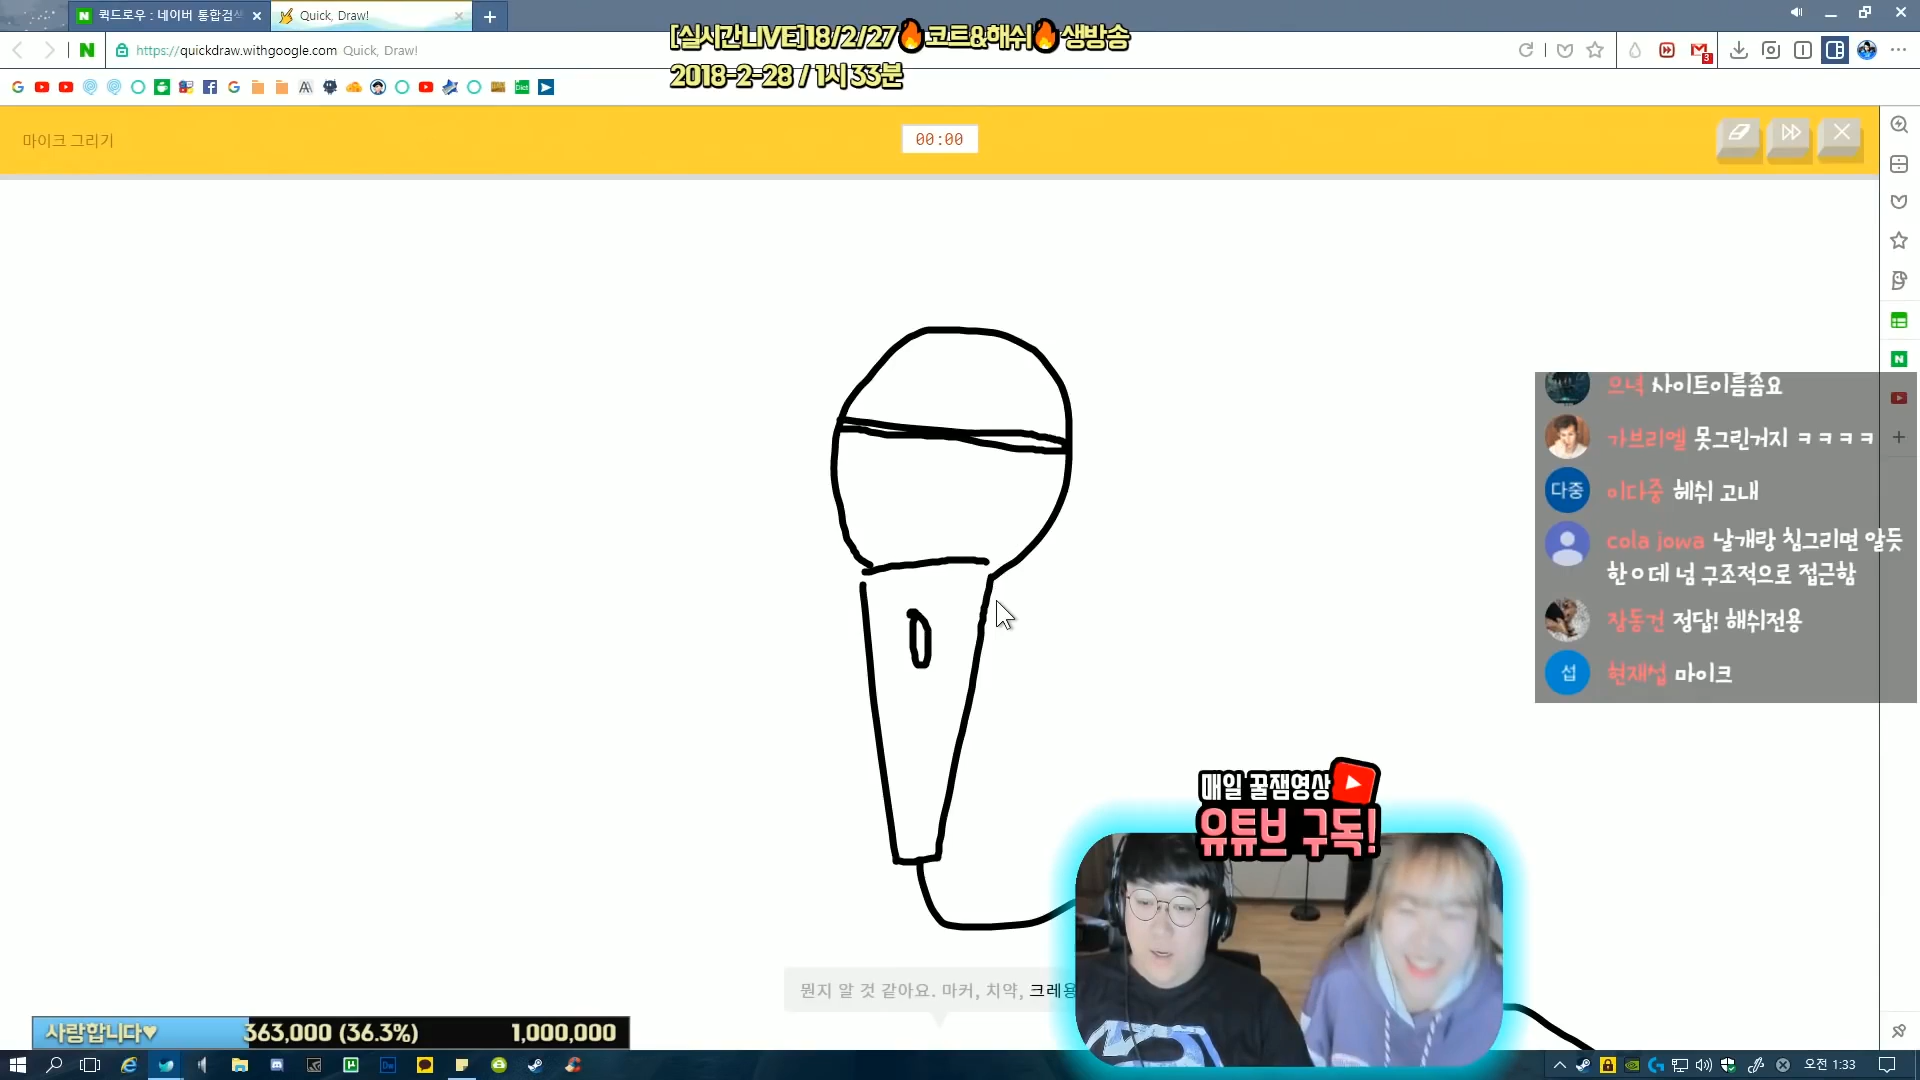 퀵드로우 : 네이버 통합검색
Quick, Draw!
https://quickdraw.withgoogle.com Quick, Draw!
[실시간LIVE]18/2/27🔥코트&해쉬🔥생방송
2018-2-28 / 1시 33분
마이크 그리기
00:00
으녁 사이트이름좀요
가브리엘 못그린거지 ㅋㅋㅋㅋ
다중
이다중 헤쉬 고내
cola jowa 날개랑 침그리면 알듯
한ㅇ데 넘 구조적으로 접근함
잠동건 정답! 해쉬전용
섭
현재섭 마이크
매일 꿀잼영상
유튜브 구독!
뭔지 알 것 같아요. 마커, 치약, 크레용
사랑합니다♥ 363,000 (36.3%) 1,000,000
오전 1:33